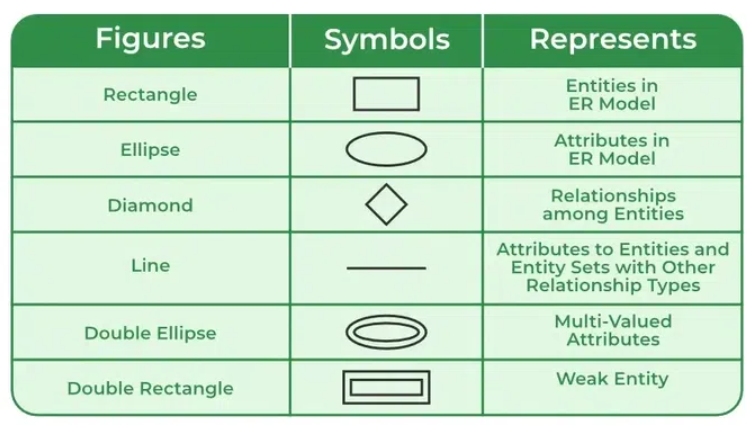 Figures Symbols Represents
Rectangle
Entities in
ER Model
Ellipse
Attributes in
ER Model
Diamond
Relationships
among Entities
Line
Attributes to Entities and
Entity Sets with Other
Relationship Types
Double Ellipse
Multi-Valued
Attributes
Double Rectangle
Weak Entity